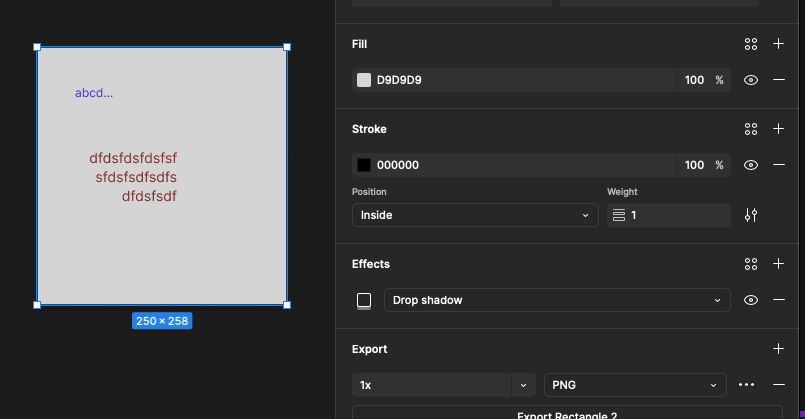 Fill
D9D9D9 100 %
Stroke
000000 100 %
Position Weight
Inside 1
Effects
Drop shadow
Export
1x PNG
Export Rectangle 2
abcd...
dfdsfdsfdsfsf
sfdsfsdfsdfs
dfdsfsdf
250 × 258